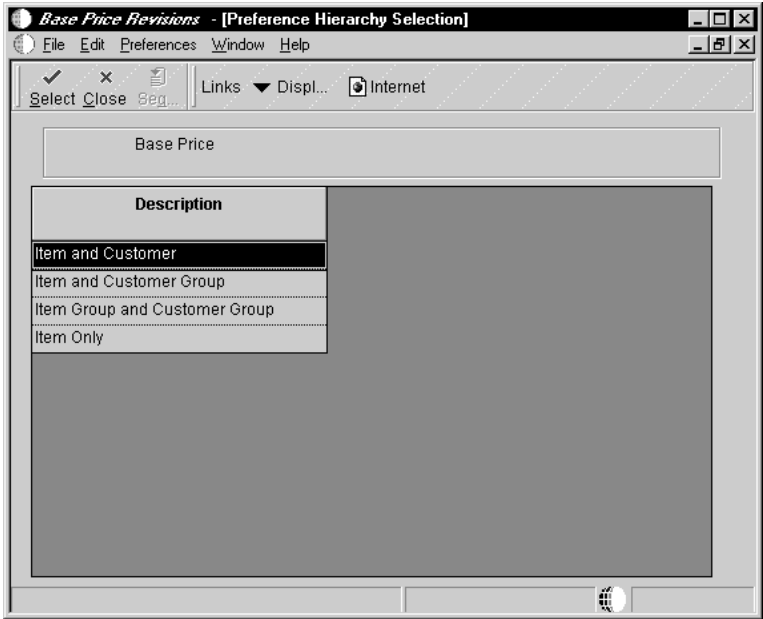 Base Price Revisions - [Preference Hierarchy Selection]
File Edit Preferences Window Help
Select Close Seq... Links Displ... Internet
Base Price
Description
Item and Customer
Item and Customer Group
Item Group and Customer Group
Item Only